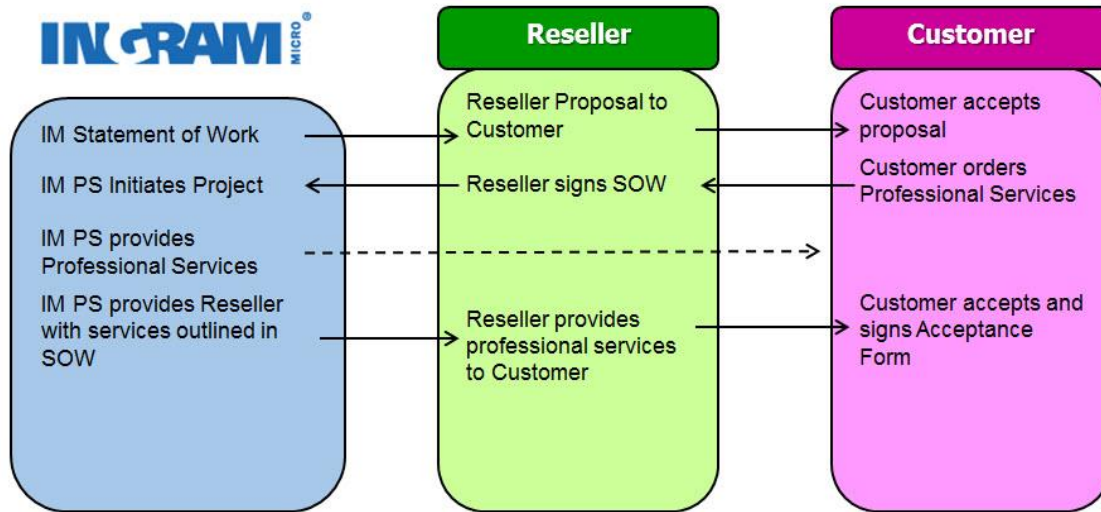 INGRAM
MICRO
®
Reseller
Customer
IM Statement of Work
Reseller Proposal to
Customer
Customer accepts
proposal
IM PS Initiates Project
Reseller signs SOW
Customer orders
Professional Services
IM PS provides
Professional Services
IM PS provides Reseller
with services outlined in
SOW
Reseller provides
professional services
to Customer
Customer accepts and
signs Acceptance
Form